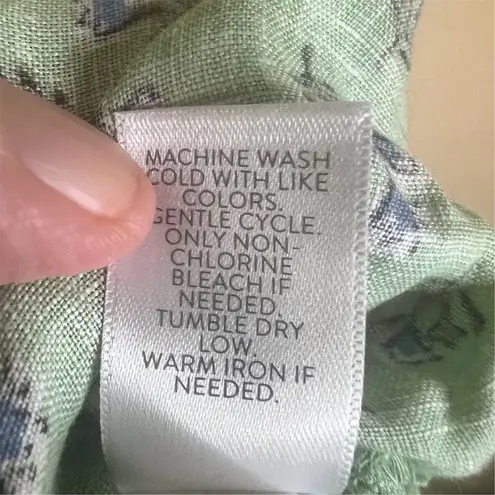 MACHINE WASH
COLD WITH LIKE
COLORS.
GENTLE CYCLE.
ONLY NON-
CHLORINE
BLEACH IF
NEEDED.
TUMBLE DRY
LOW.
WARM IRON IF
NEEDED.